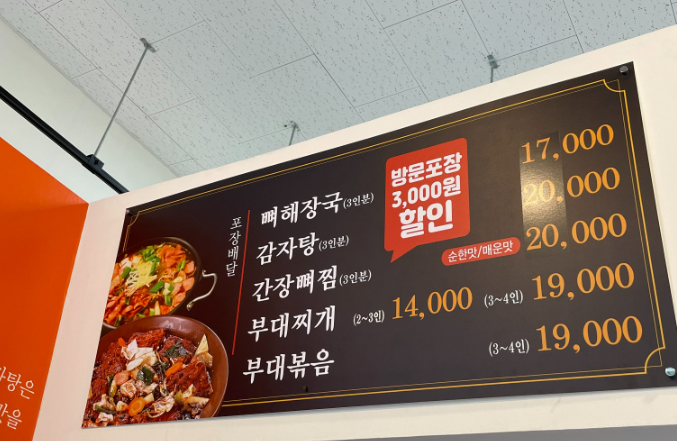 포장배달
뼈해장국(3인분) 17,000
감자탕(3인분) 20,000
간장뼈찜(3인분) 순한맛/매운맛 20,000
부대찌개 (2~3인) 14,000 (3~4인) 19,000
부대볶음 (3~4인) 19,000
방문포장
3,000원
할인